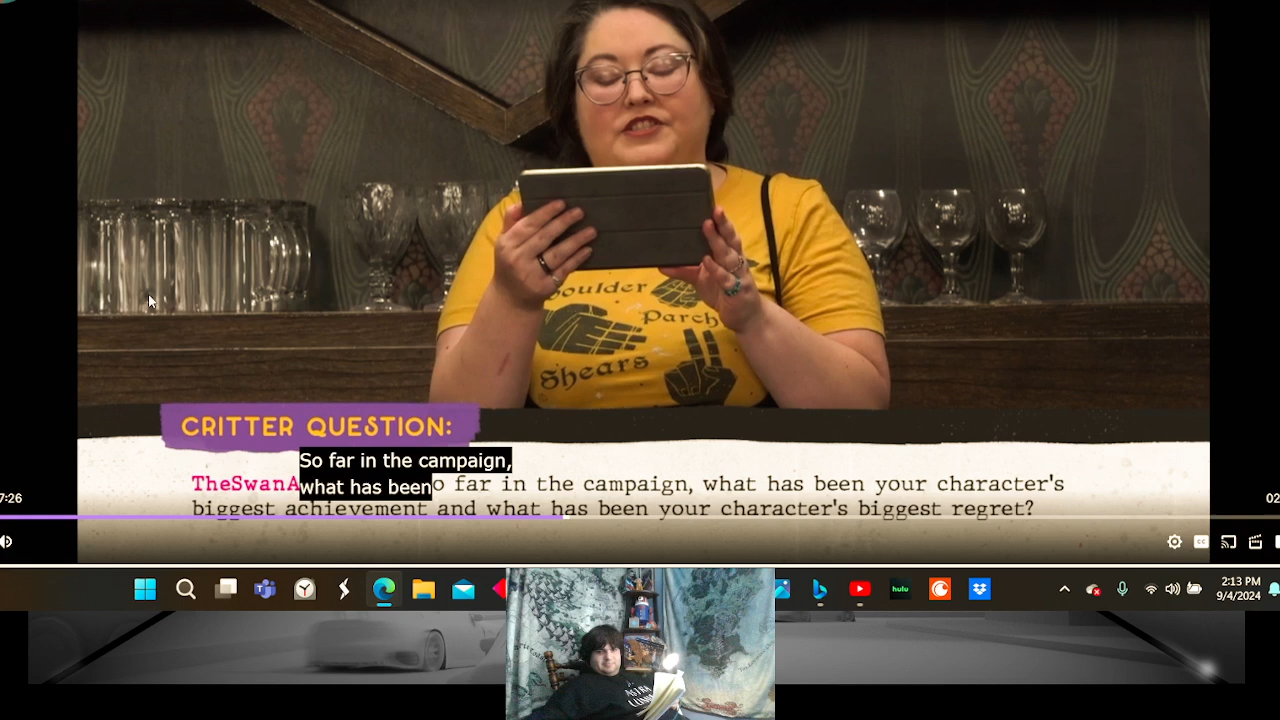 Boulder
Parch
Shears
CRITTER QUESTION:
So far in the campaign,
TheSwanA
what has been
o far in the campaign, what has been your character's
biggest achievement and what has been your character's biggest regret?
7:26
02
CC
hulu
2:13 PM
9/4/2024